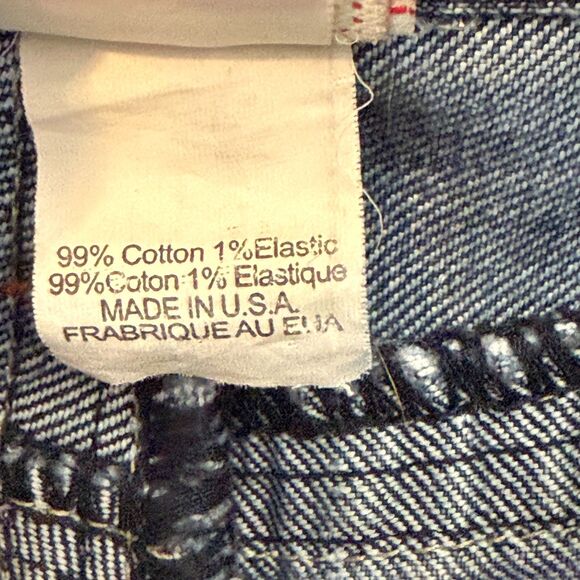 99% Cotton 1%Elastic
99%Coton 1% Elastique
MADE IN U.S.A.
FRABRIQUE AU EUA